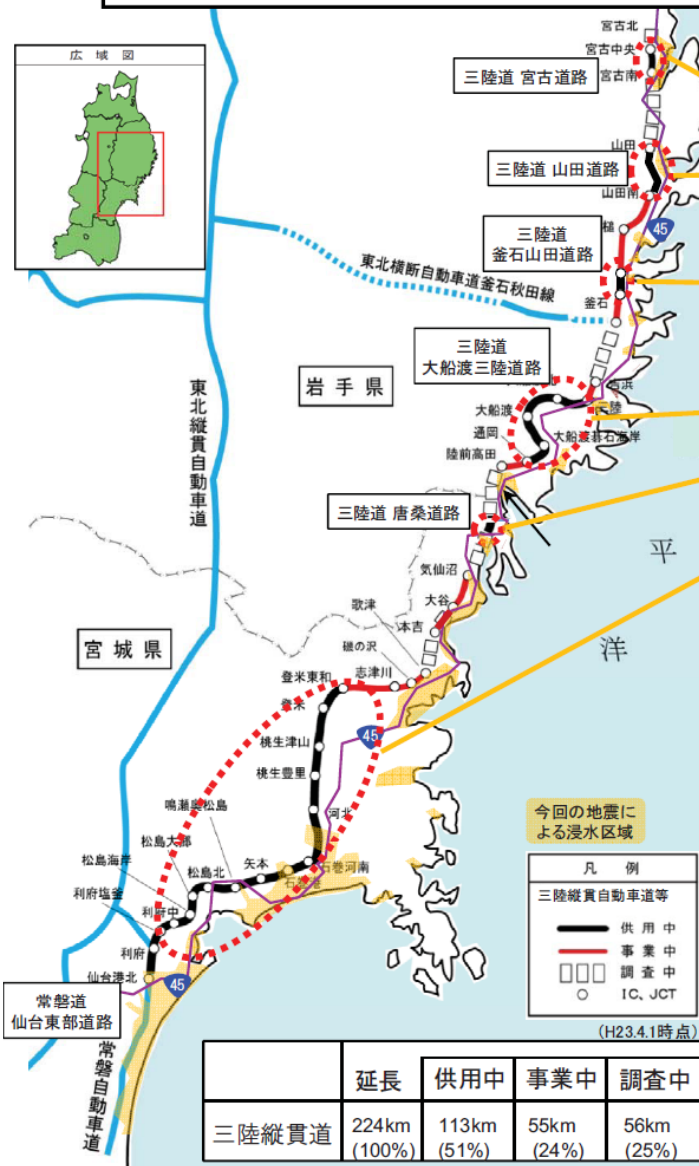 広域図
宮古北
宮古中央
宮古南
三陸道 宮古道路
山田
三陸道 山田道路
山田南
45
三陸道
釜石山田道路
東北横断自動車道釜石秋田線
釜石
三陸道
大船渡三陸道路
岩手県
東北縦貫自動車道
大船渡
通岡
大船渡碁石海岸
陸前高田
三陸道 唐桑道路
気仙沼
平
洋
大谷
歌津
本吉
磯の沢
志津川
宮城県
登米東和
登米
45
桃生津山
桃生豊里
鳴瀬奥松島
河北
松島大郷
松島海岸
松島北
矢本
石巻港
石巻河南
利府塩釜
利府中
利府
仙台港北
45
常磐道
仙台東部道路
常磐自動車道
今回の地震に
よる浸水区域
凡例
三陸縦貫自動車道等
供用中
事業中
調査中
IC、JCT
(H23.4.1時点)
延長 供用中 事業中 調査中
三陸縦貫道 224km 113km 55km 56km
(100%) (51%) (24%) (25%)